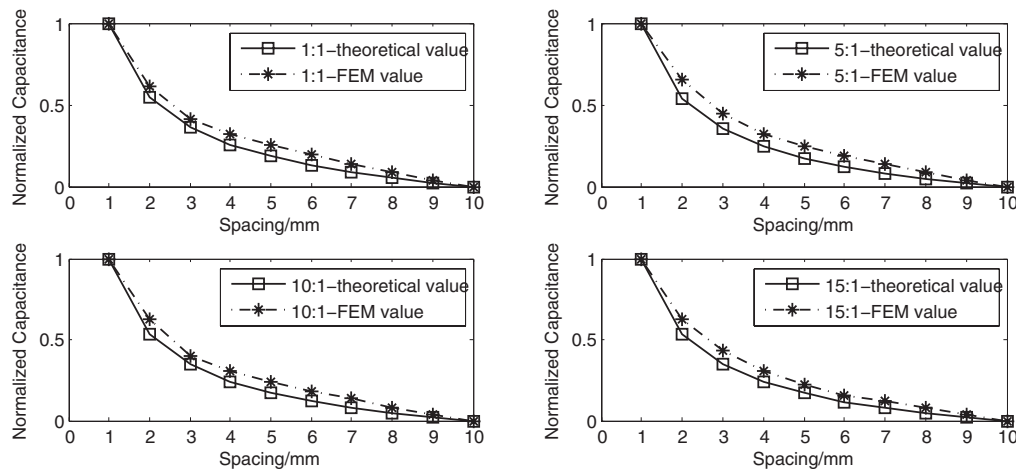 Normalized Capacitance
1
0.5
0
1:1–theoretical value
1:1–FEM value
0 1 2 3 4 5 6 7 8 9 10
Spacing/mm
Normalized Capacitance
1
0.5
0
5:1–theoretical value
5:1–FEM value
0 1 2 3 4 5 6 7 8 9 10
Spacing/mm
Normalized Capacitance
1
0.5
0
10:1–theoretical value
10:1–FEM value
0 1 2 3 4 5 6 7 8 9 10
Spacing/mm
Normalized Capacitance
1
0.5
0
15:1–theoretical value
15:1–FEM value
0 1 2 3 4 5 6 7 8 9 10
Spacing/mm